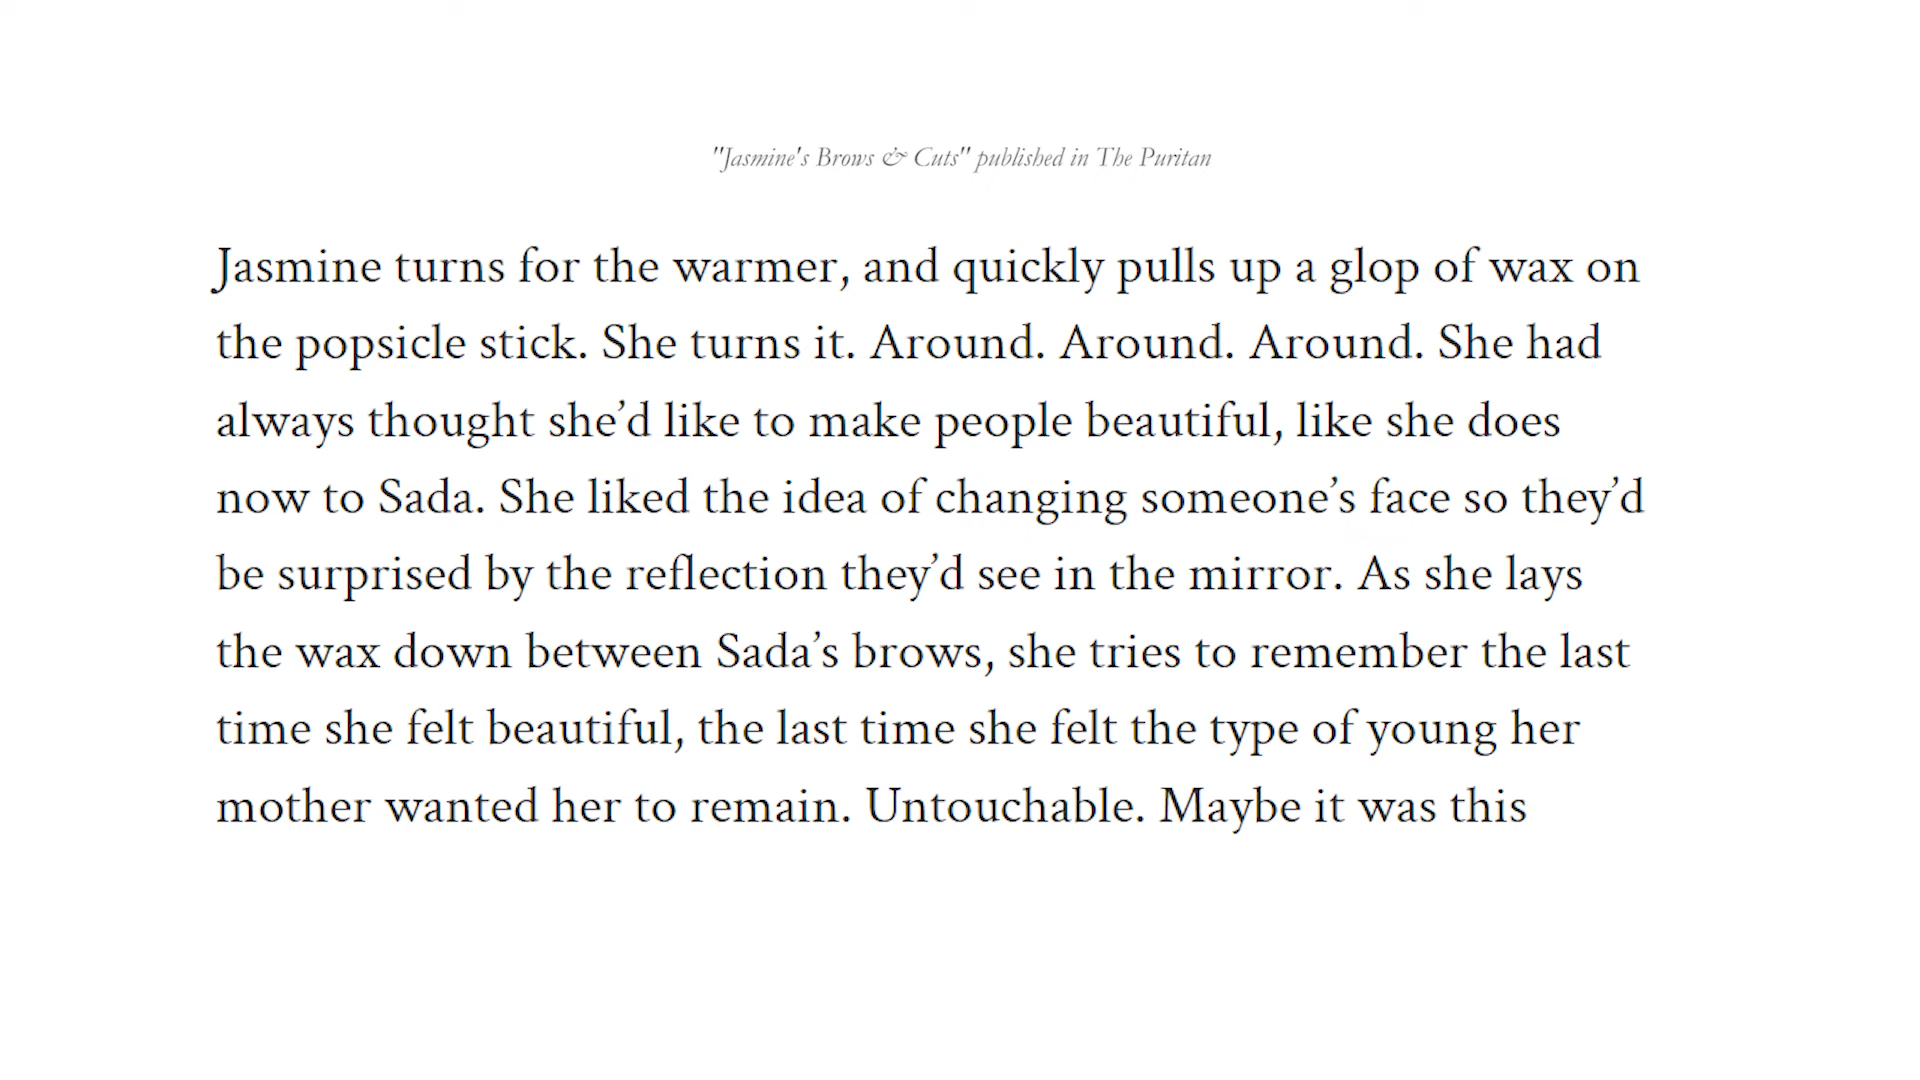 "Jasmine's Brows & Cuts" published in The Puritan
Jasmine turns for the warmer, and quickly pulls up a glop of wax on
the popsicle stick. She turns it. Around. Around. Around. She had
always thought she’d like to make people beautiful, like she does
now to Sada. She liked the idea of changing someone’s face so they’d
be surprised by the reflection they’d see in the mirror. As she lays
the wax down between Sada’s brows, she tries to remember the last
time she felt beautiful, the last time she felt the type of young her
mother wanted her to remain. Untouchable. Maybe it was this